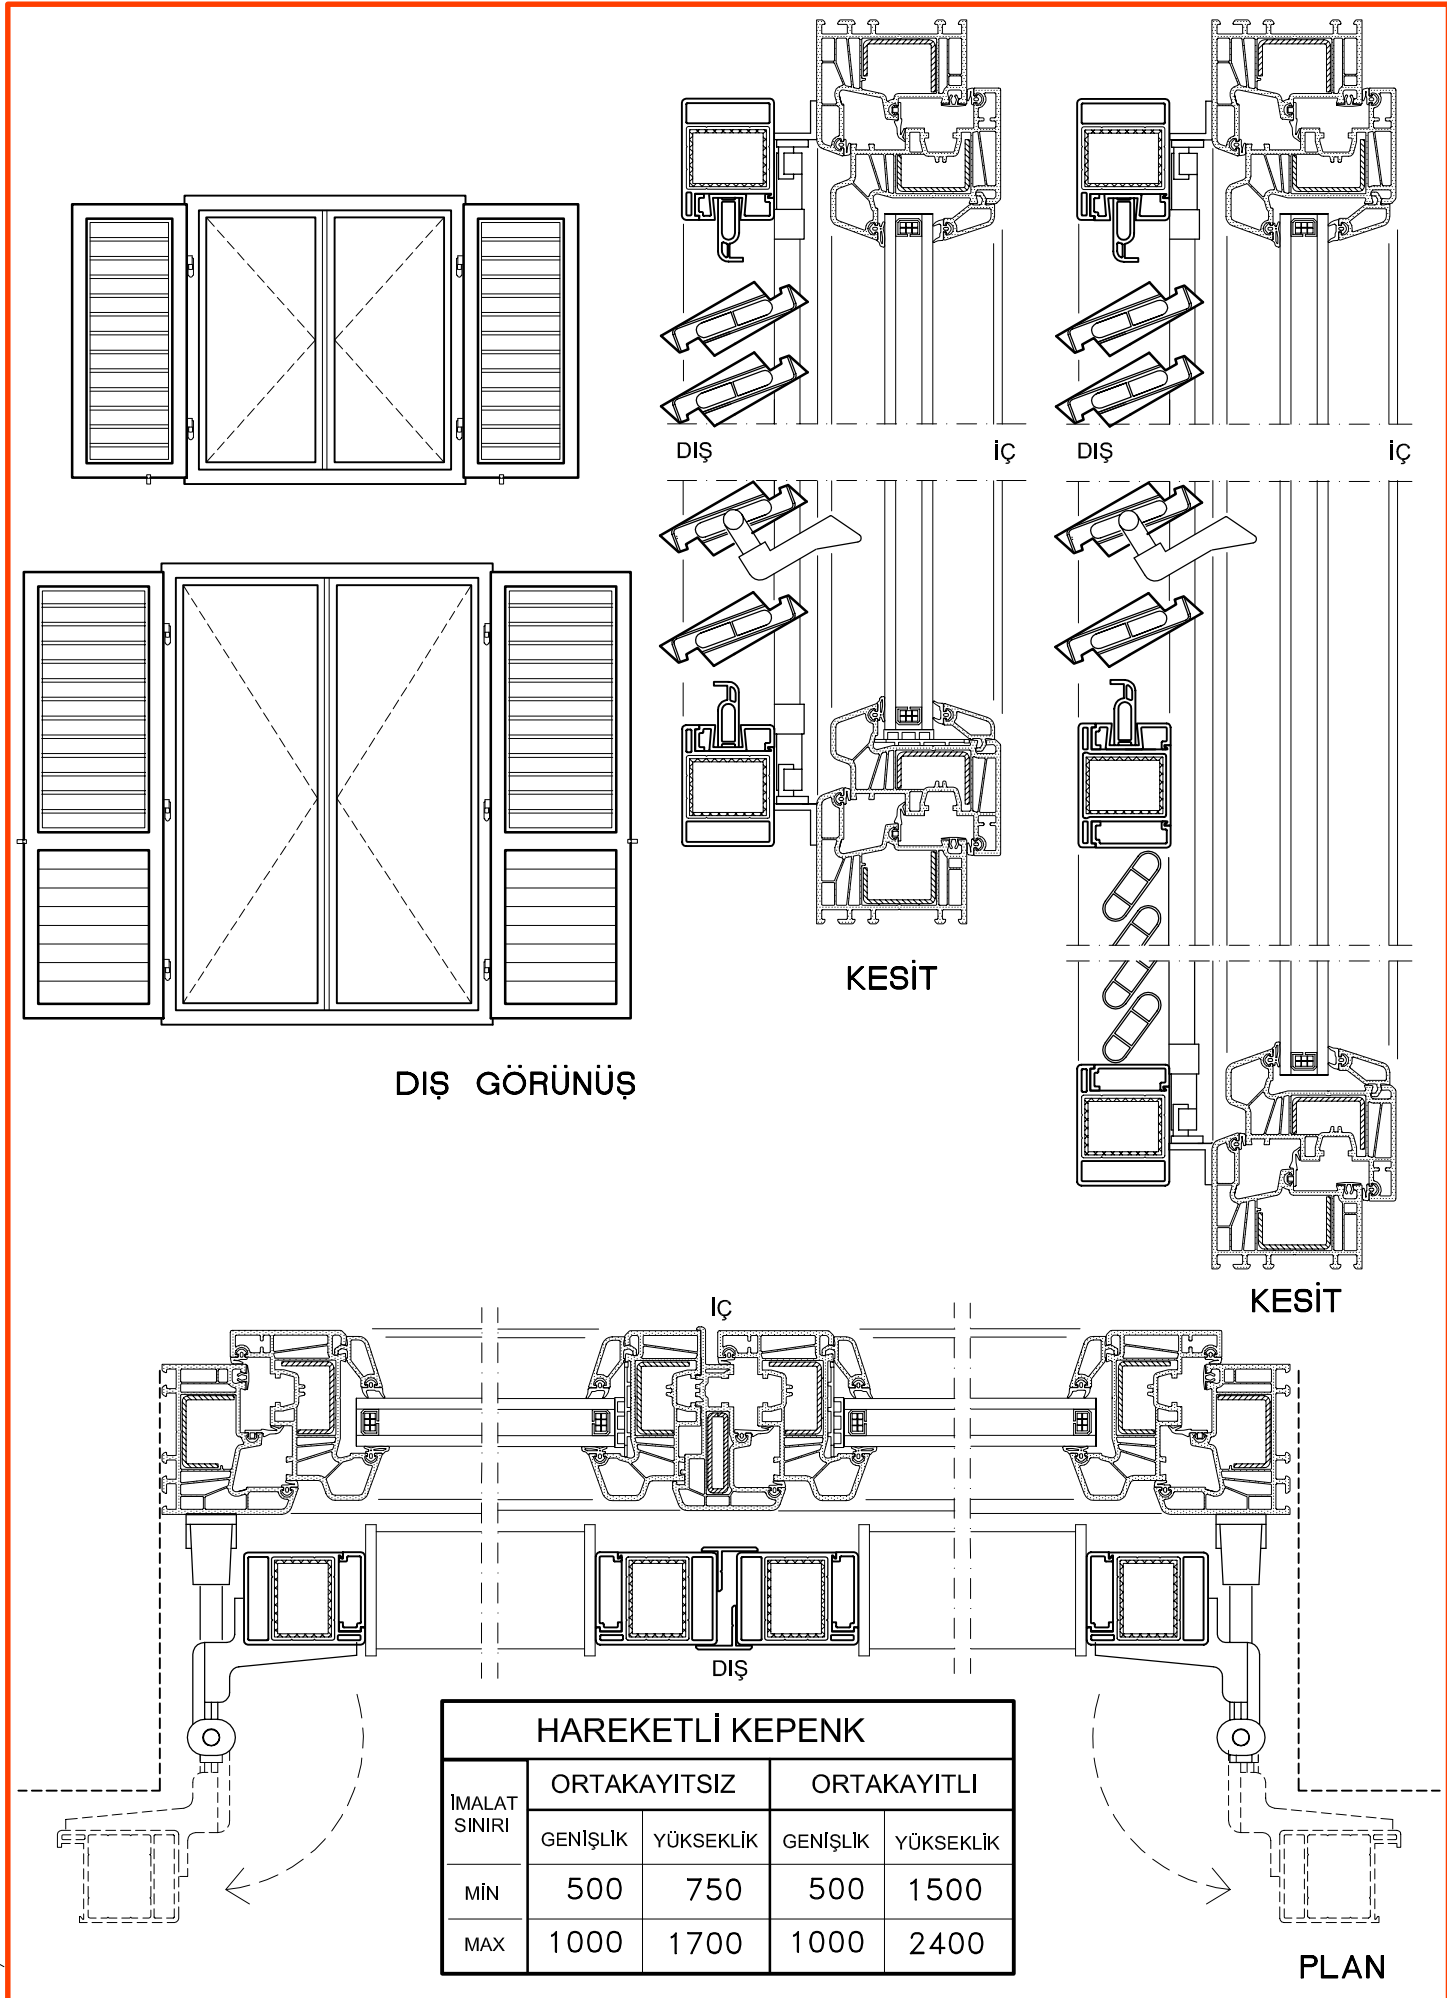 DIŞ
İÇ
DIŞ
İÇ
KESİT
DIŞ GÖRÜNÜŞ
KESİT
İÇ
DIŞ
HAREKETLİ KEPENK
İMALAT SINIRI
ORTAKAYITSIZ
ORTAKAYITLI
GENİŞLİK
YÜKSEKLİK
GENİŞLİK
YÜKSEKLİK
MİN
500
750
500
1500
MAX
1000
1700
1000
2400
PLAN